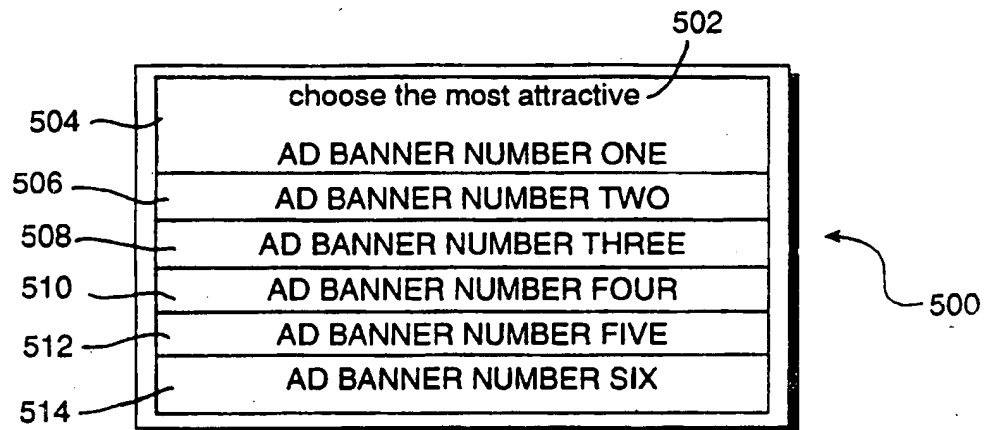 502
choose the most attractive
504
AD BANNER NUMBER ONE
506
AD BANNER NUMBER TWO
508
AD BANNER NUMBER THREE
510
AD BANNER NUMBER FOUR
500
512
AD BANNER NUMBER FIVE
514
AD BANNER NUMBER SIX